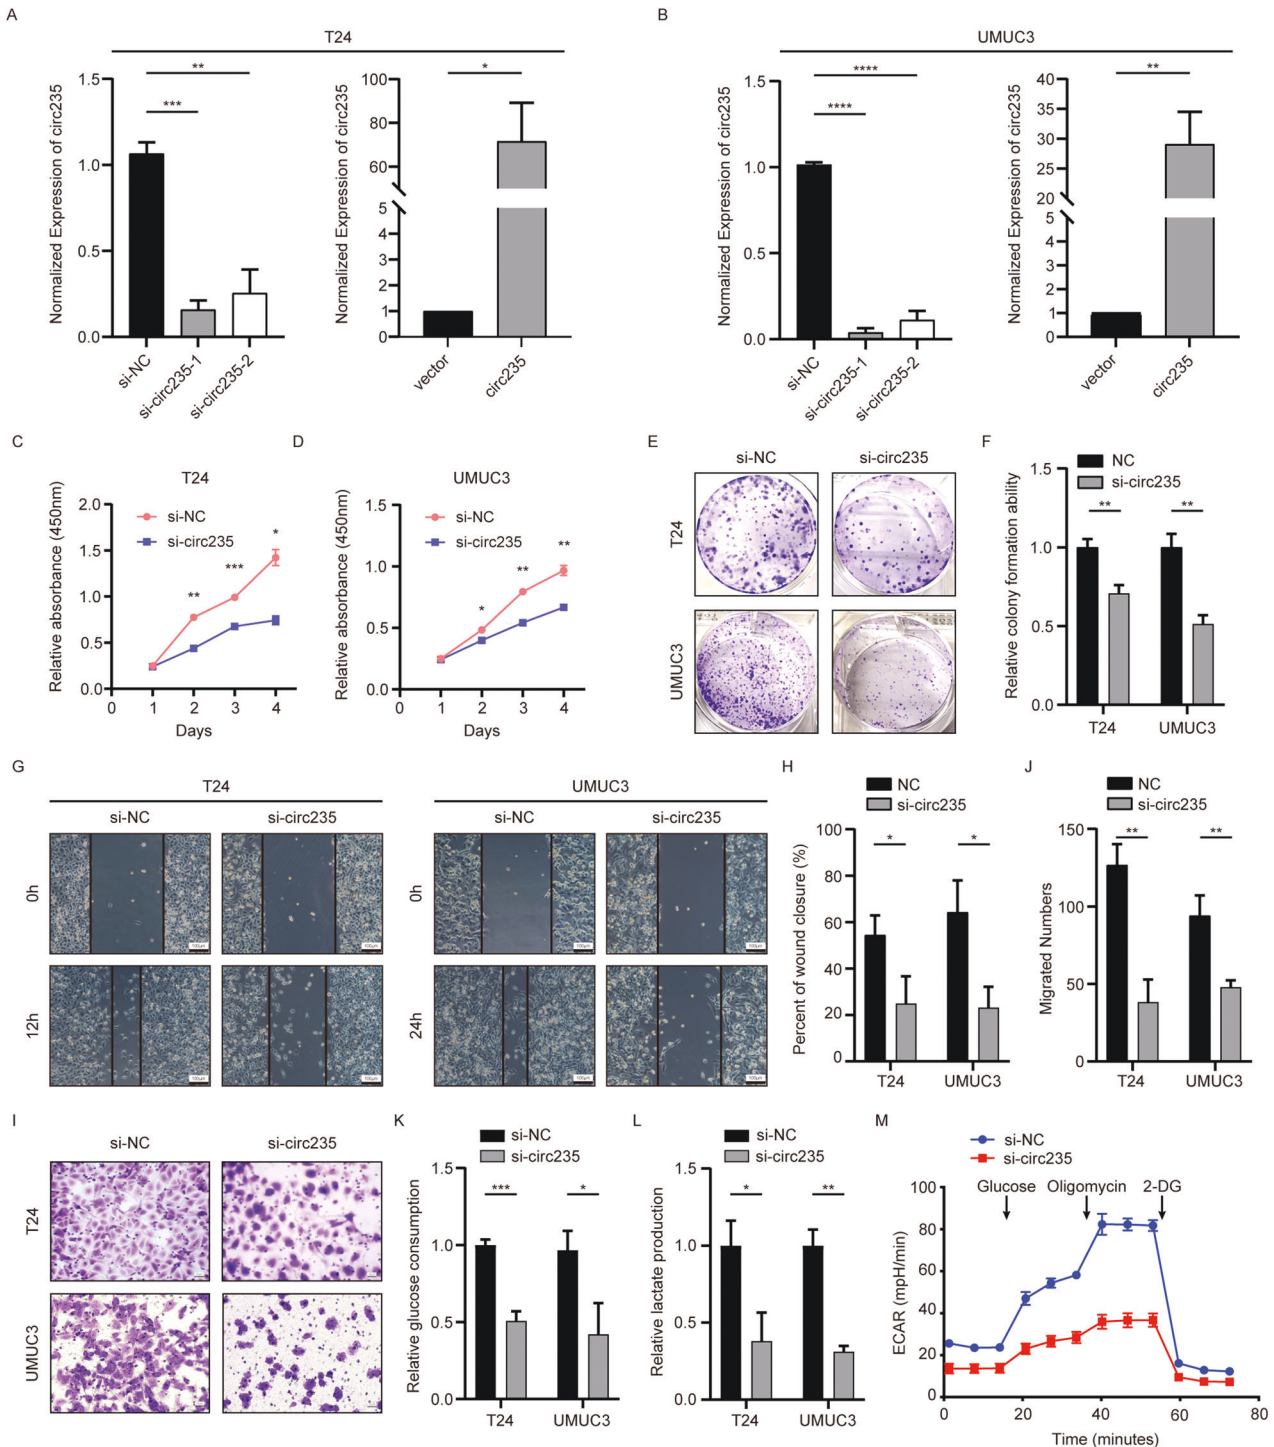 A
T24
Normalized Expression of circ235
1.5
1.0
0.5
0.0
**
***
si-NC
si-circ235-1
si-circ235-2
Normalized Expression of circ235
100
80
60
5
4
3
2
1
0
*
vector
circ235
B
UMUC3
Normalized Expression of circ235
1.5
1.0
0.5
0.0
****
****
si-NC
si-circ235-1
si-circ235-2
Normalized Expression of circ235
40
35
30
25
20
5
4
3
2
1
0
**
vector
circ235
C
T24
Relative absorbance (450nm)
2.0
1.5
1.0
0.5
0.0
si-NC
si-circ235
**
***
*
0 1 2 3 4
Days
D
UMUC3
Relative absorbance (450nm)
1.5
1.0
0.5
0.0
si-NC
si-circ235
*
**
**
0 1 2 3 4
Days
E
si-NC si-circ235
T24
UMUC3
F
NC
si-circ235
Relative colony formation ability
1.5
1.0
0.5
0.0
** **
T24 UMUC3
G
T24
si-NC si-circ235
0h
100μm 100μm
12h
100μm 100μm
UMUC3
si-NC si-circ235
0h
100μm 100μm
24h
100μm 100μm
H
NC
si-circ235
Percent of wound closure (%)
100
80
60
40
20
0
* *
T24 UMUC3
J
NC
si-circ235
Migrated Numbers
150
100
50
0
** **
T24 UMUC3
I
si-NC si-circ235
T24
UMUC3
K
si-NC
si-circ235
Relative glucose consumption
1.5
1.0
0.5
0.0
*** *
T24 UMUC3
L
si-NC
si-circ235
Relative lactate production
1.5
1.0
0.5
0.0
* **
T24 UMUC3
M
si-NC
si-circ235
Glucose Oligomycin 2-DG
ECAR (mpH/min)
100
80
60
40
20
0
0 20 40 60 80
Time (minutes)